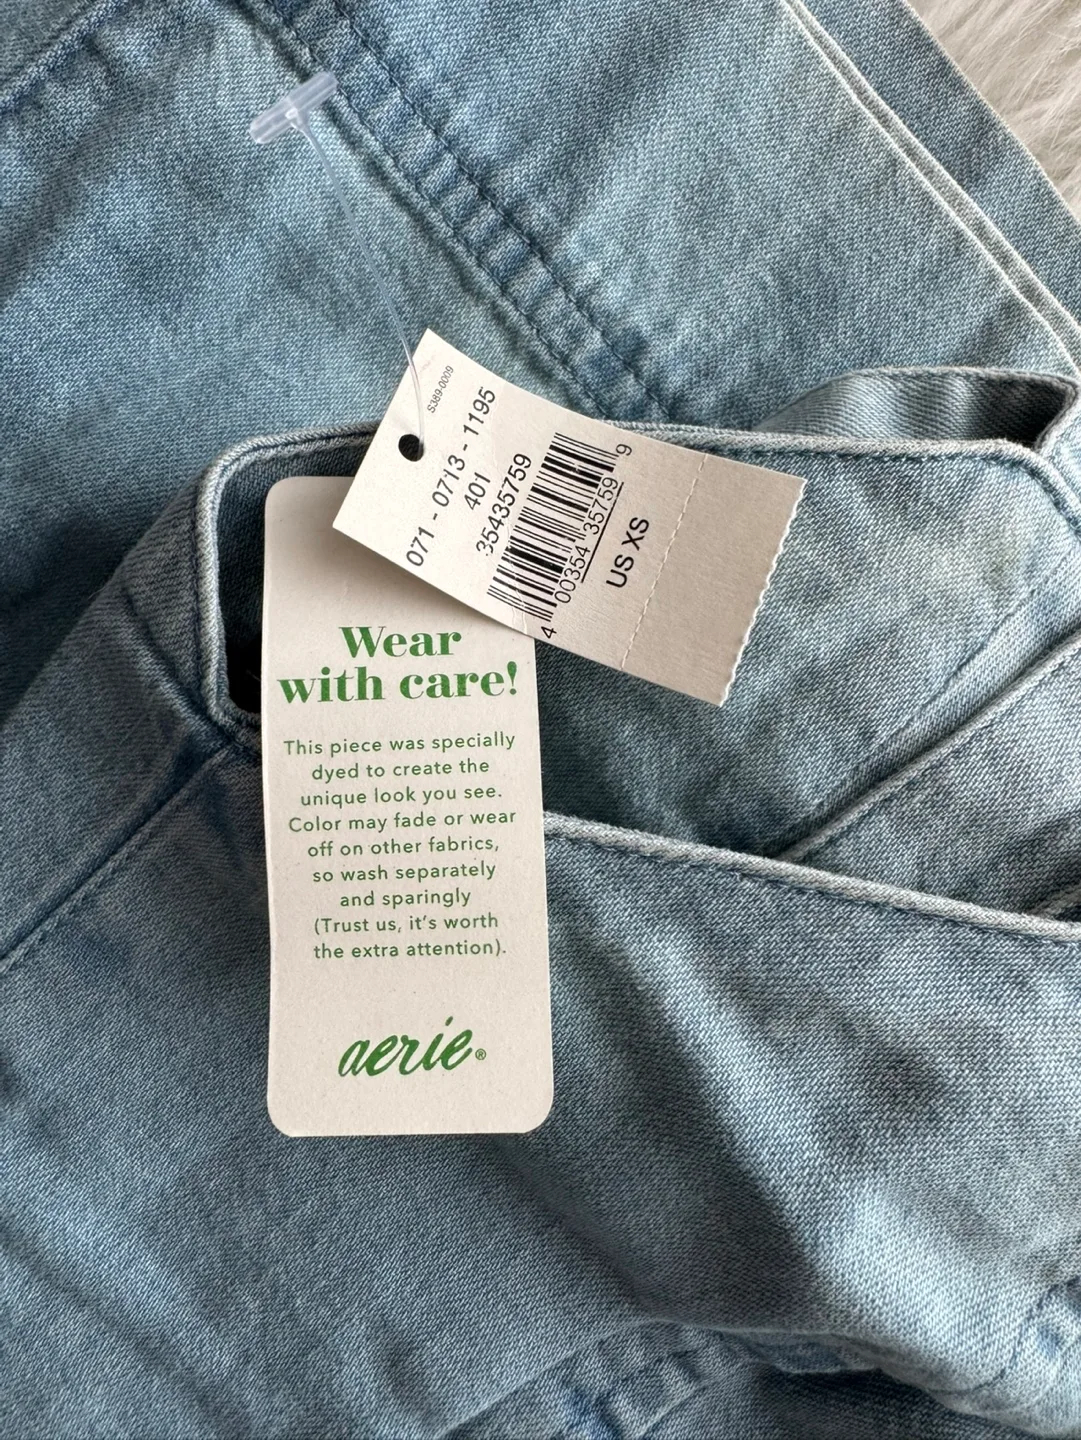 S389-0009
071 - 0713 - 1195
401
35435759
4 00354 35759 9
US XS
Wear
with care!
This piece was specially
dyed to create the
unique look you see.
Color may fade or wear
off on other fabrics,
so wash separately
and sparingly
(Trust us, it's worth
the extra attention).
aerie®